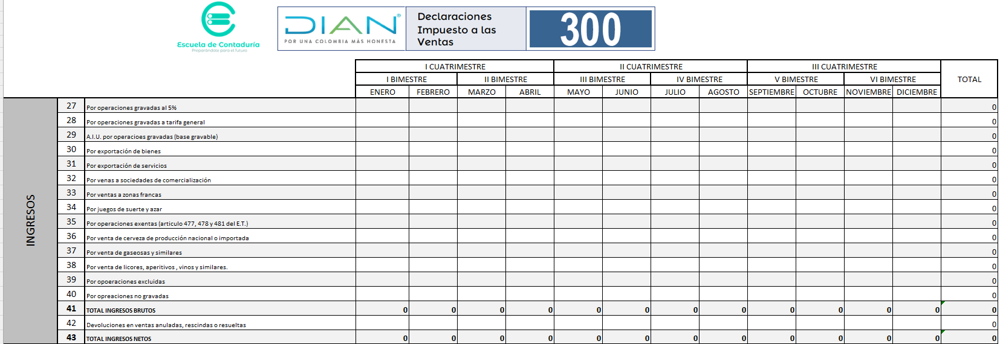 Escuela de Contaduría
Preparándote para el futuro
DIAN®
POR UNA COLOMBIA MÁS HONESTA
Declaraciones
Impuesto a las
Ventas
300
I CUATRIMESTRE II CUATRIMESTRE III CUATRIMESTRE
I BIMESTRE II BIMESTRE III BIMESTRE IV BIMESTRE V BIMESTRE VI BIMESTRE TOTAL
ENERO FEBRERO MARZO ABRIL MAYO JUNIO JULIO AGOSTO SEPTIEMBRE OCTUBRE NOVIEMBRE DICIEMBRE
INGRESOS
27 Por operaciones gravadas al 5% 0
28 Por operaciones gravadas a tarifa general 0
29 A.I.U. por operacioes gravadas (base gravable) 0
30 Por exportación de bienes 0
31 Por exportación de servicios 0
32 Por venas a sociedades de comercialización 0
33 Por ventas a zonas francas 0
34 Por juegos de suerte y azar 0
35 Por operaciones exentas (articulo 477, 478 y 481 del E.T.) 0
36 Por venta de cerveza de producción nacional o importada 0
37 Por venta de gaseosas y similares 0
38 Por venta de licores, aperitivos , vinos y similares. 0
39 Por opoeraciones excluidas 0
40 Por opreaciones no gravadas 0
41 TOTAL INGRESOS BRUTOS 0 0 0 0 0 0 0 0 0 0 0 0 0
42 Devoluciones en ventas anuladas, rescindas o resueltas 0
43 TOTAL INGRESOS NETOS 0 0 0 0 0 0 0 0 0 0 0 0 0